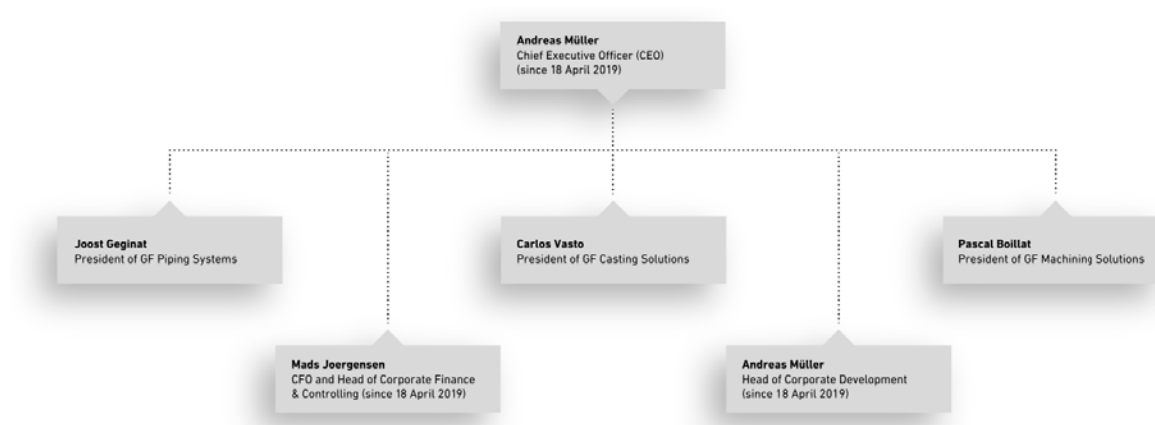 Andreas Müller
Chief Executive Officer (CEO)
(since 18 April 2019)
Joost Geginat
President of GF Piping Systems
Carlos Vasto
President of GF Casting Solutions
Pascal Boillat
President of GF Machining Solutions
Mads Joergensen
CFO and Head of Corporate Finance
& Controlling (since 18 April 2019)
Andreas Müller
Head of Corporate Development
(since 18 April 2019)